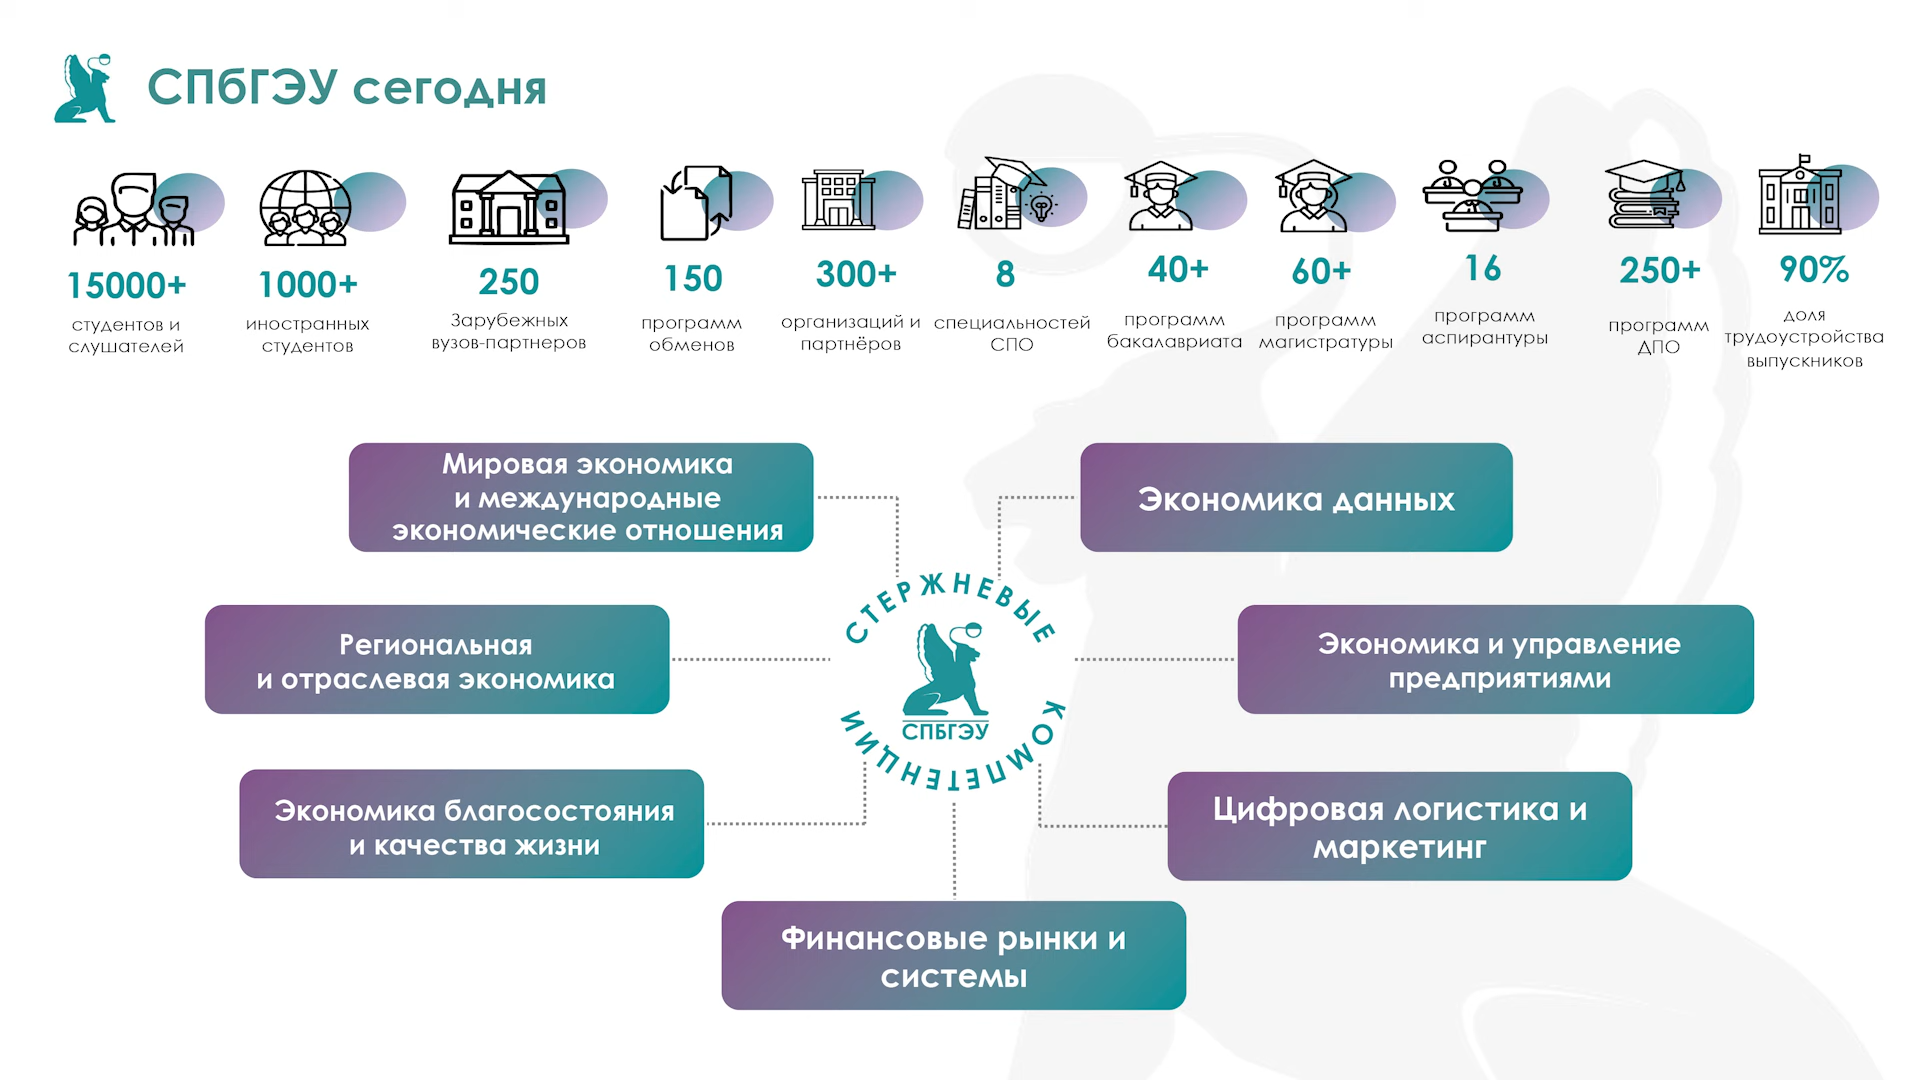 СПбГЭУ сегодня
15000+
студентов и
слушателей
1000+
иностранных
студентов
250
Зарубежных
вузов-партнеров
150
программ
обменов
300+
организаций и
партнёров
8
специальностей
СПО
40+
программ
бакалавриата
60+
программ
магистратуры
16
программ
аспирантуры
250+
программ
ДПО
90%
доля
трудоустройства
выпускников
Мировая экономика
и международные
экономические отношения
Экономика данных
Региональная
и отраслевая экономика
СТЕРЖНЕВЫЕ
КОМПЕТЕНЦИИ
СПБГЭУ
Экономика и управление
предприятиями
Экономика благосостояния
и качества жизни
Цифровая логистика и
маркетинг
Финансовые рынки и
системы